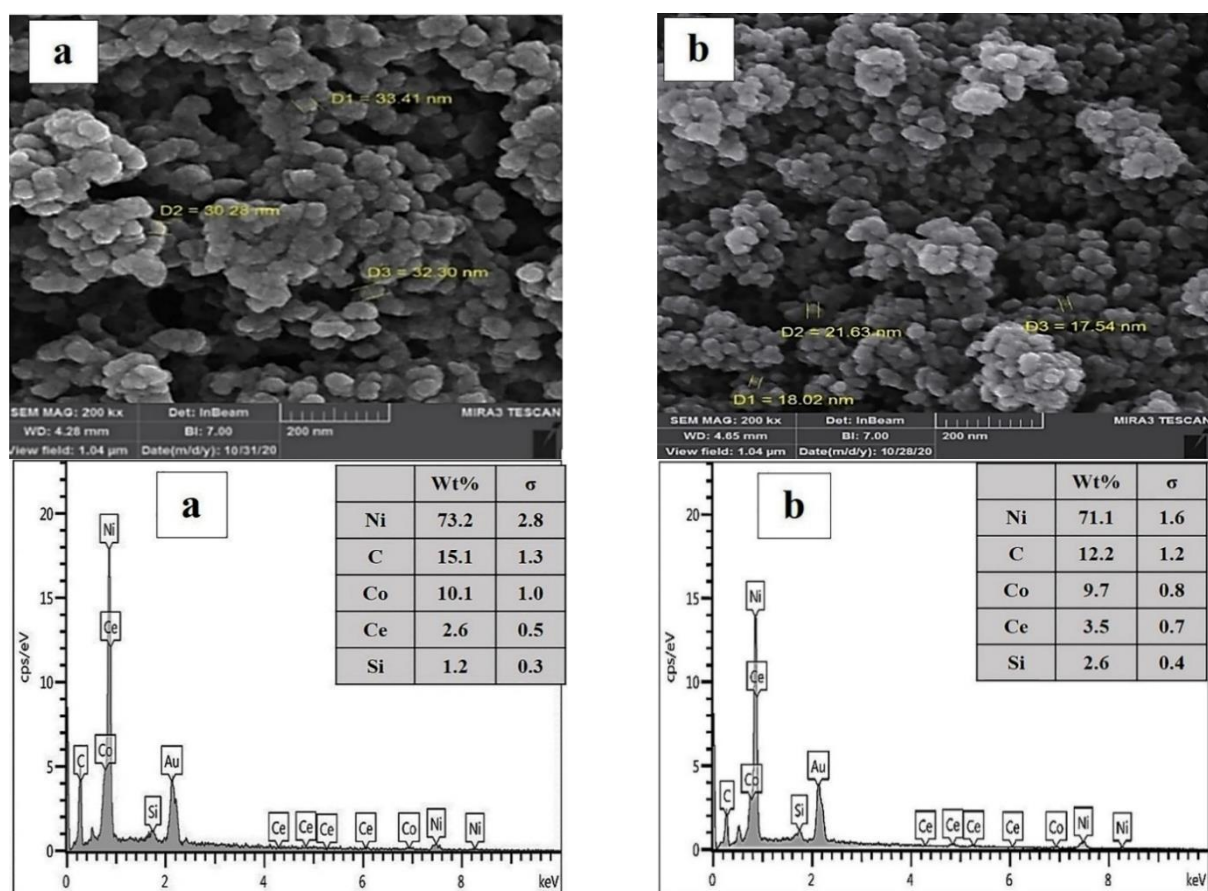 a
D1 = 33.41 nm
D2 = 30.28 nm
D3 = 32.30 nm
SEM MAG: 200 kx Det: InBeam MIRA3 TESCAN
WD: 4.28 mm BI: 7.00 200 nm
View field: 1.04 µm Date(m/d/y): 10/31/20
b
D2 = 21.63 nm
D3 = 17.54 nm
D1 = 18.02 nm
SEM MAG: 200 kx Det: InBeam MIRA3 TESCAN
WD: 4.65 mm BI: 7.00 200 nm
View field: 1.04 µm Date(m/d/y): 10/28/20
a
Wt% σ
Ni 73.2 2.8
C 15.1 1.3
Co 10.1 1.0
Ce 2.6 0.5
Si 1.2 0.3
cps/eV
20
15
10
5
0
Ni
Ce
Co
C
Au
Si
Ce Ce Ce Ce Co Ni Ni
0 2 4 6 8 keV
b
Wt% σ
Ni 71.1 1.6
C 12.2 1.2
Co 9.7 0.8
Ce 3.5 0.7
Si 2.6 0.4
cps/eV
20
15
10
5
0
Ni
Ce
Co
C
Au
Si
Ce Ce Ce Ce Co Ni Ni
0 2 4 6 8 keV